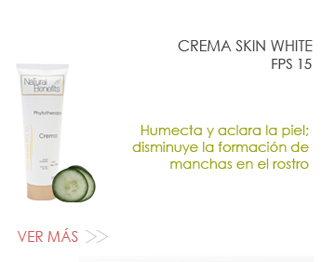 CREMA SKIN WHITE
FPS 15
Natural
Benefits
Phytotherapy
Crema
Humecta y aclara la piel;
disminuye la formación de
manchas en el rostro
VER MÁS >>